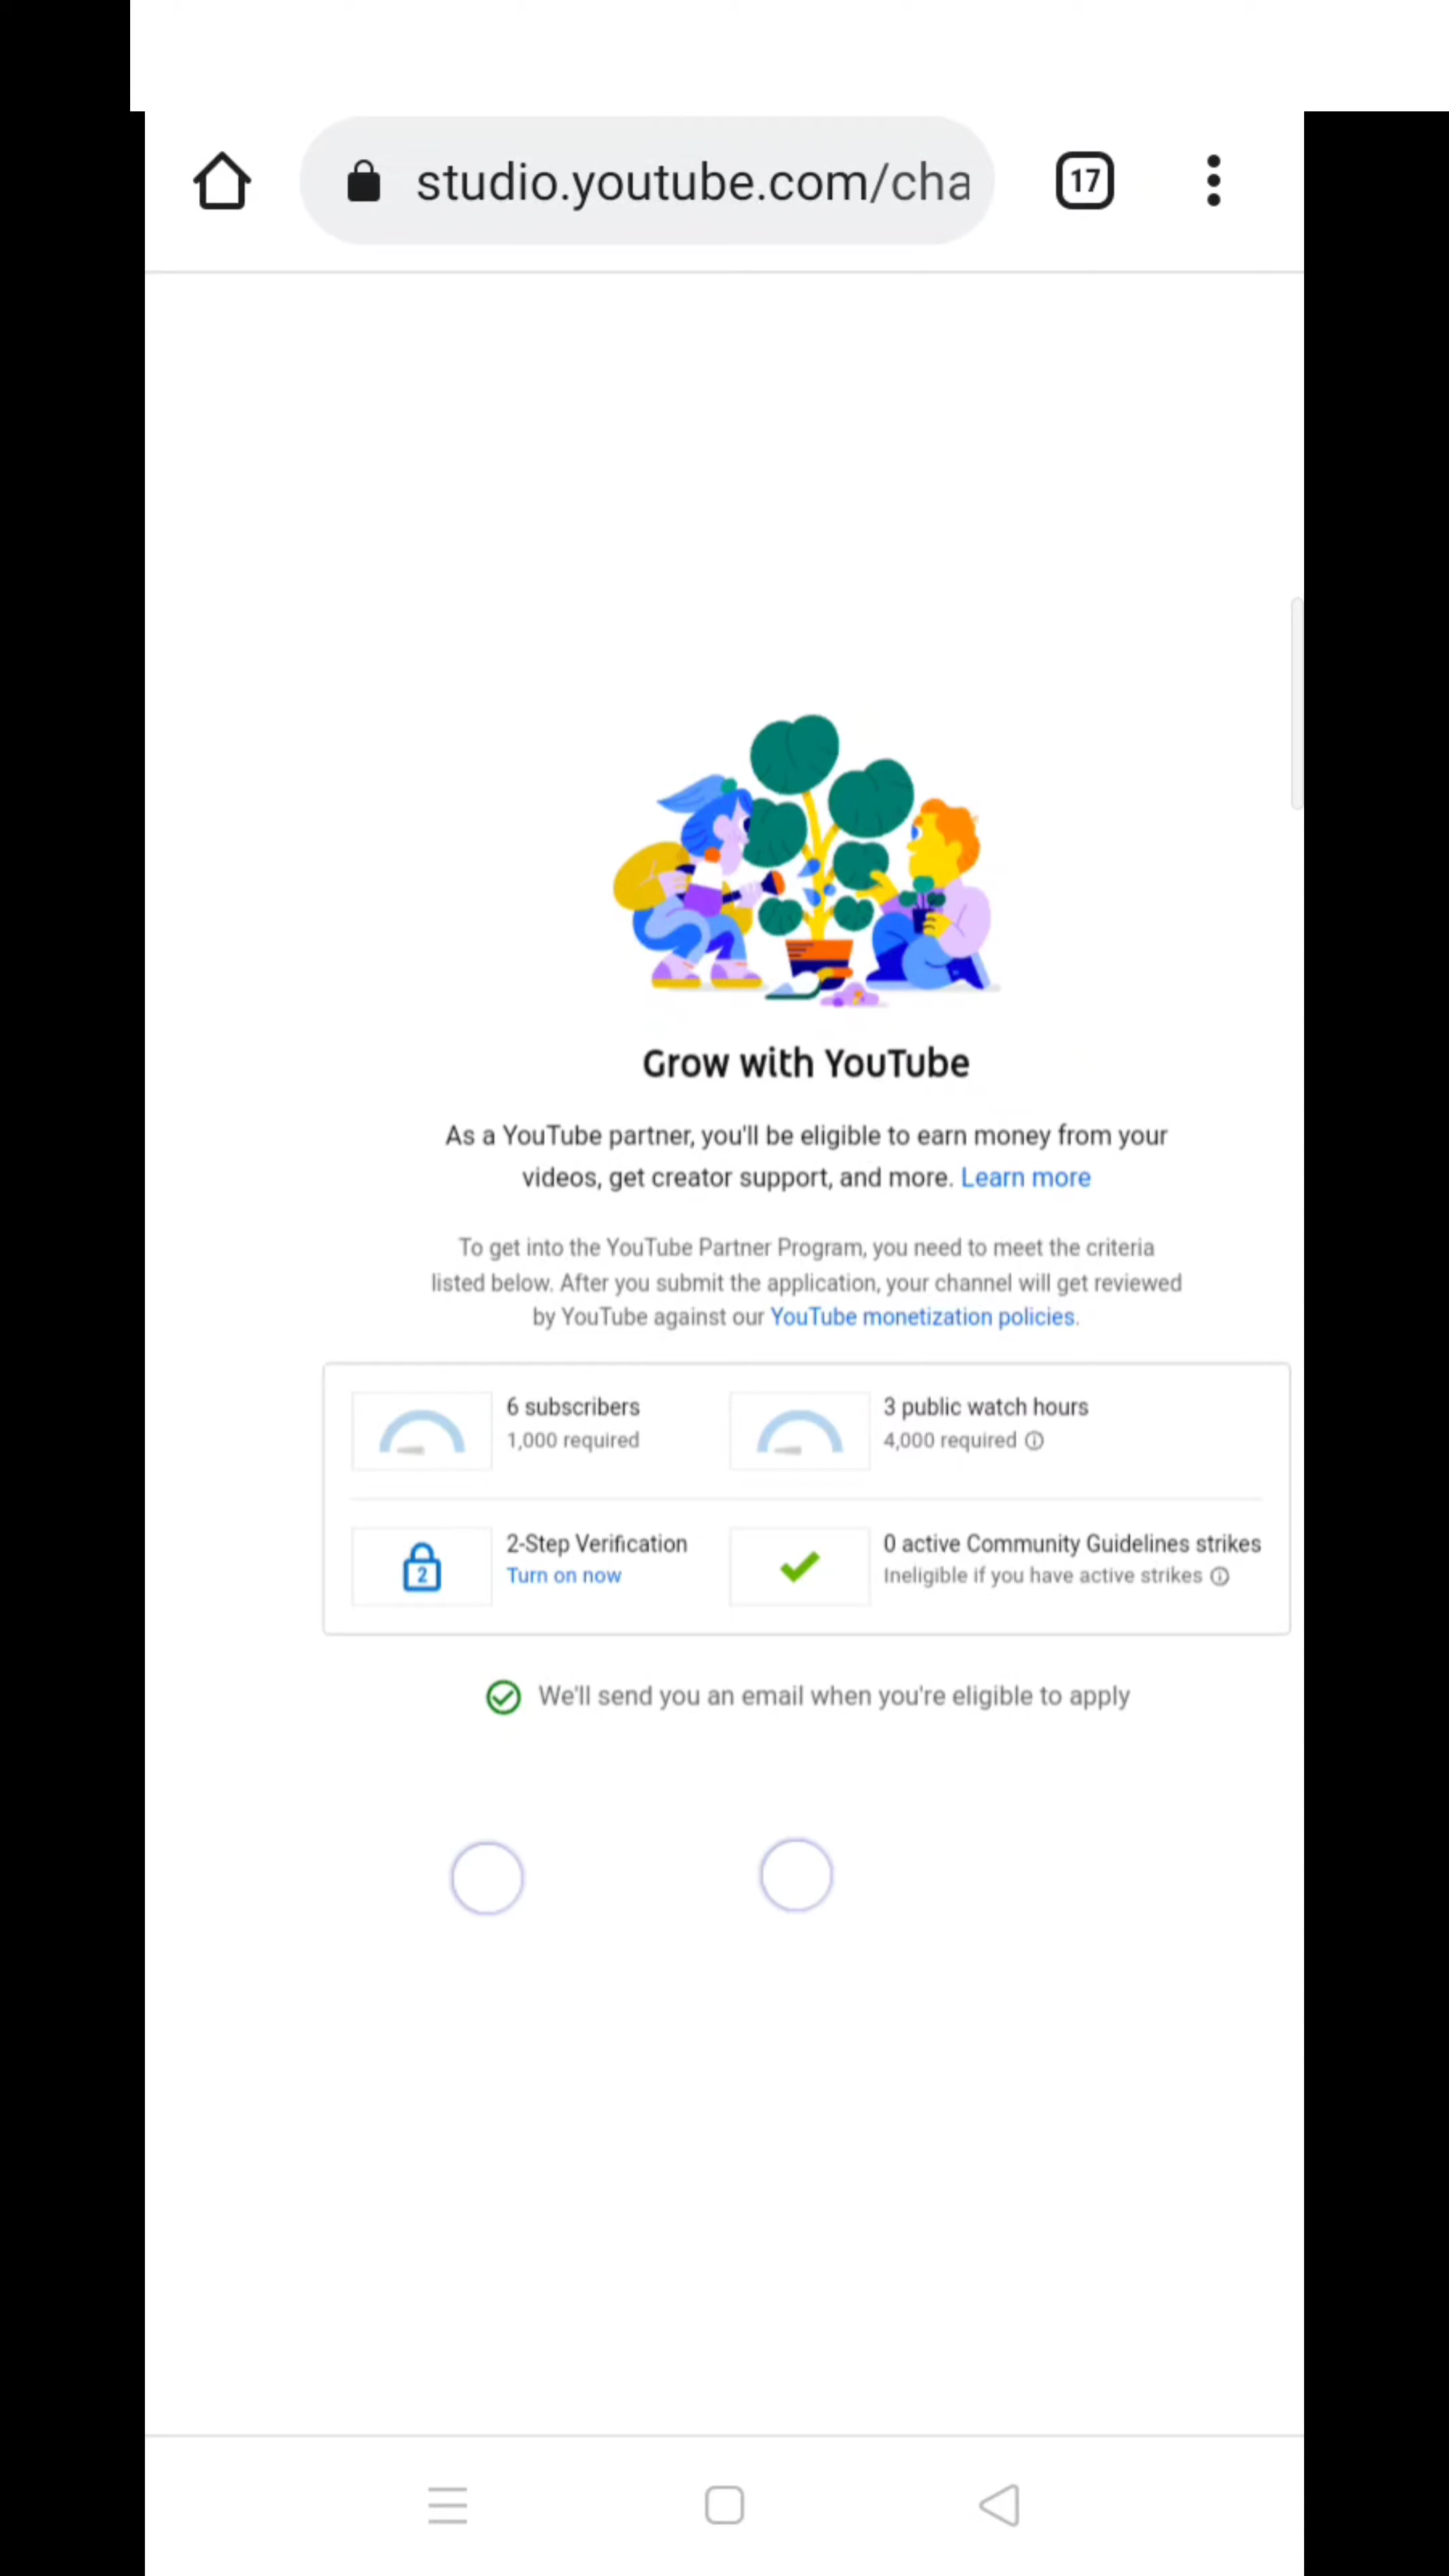 studio.youtube.com/cha
17
Grow with YouTube
As a YouTube partner, you'll be eligible to earn money from your
videos, get creator support, and more. Learn more
To get into the YouTube Partner Program, you need to meet the criteria
listed below. After you submit the application, your channel will get reviewed
by YouTube against our YouTube monetization policies.
6 subscribers
1,000 required
3 public watch hours
4,000 required
2
2-Step Verification
Turn on now
0 active Community Guidelines strikes
Ineligible if you have active strikes
We'll send you an email when you're eligible to apply